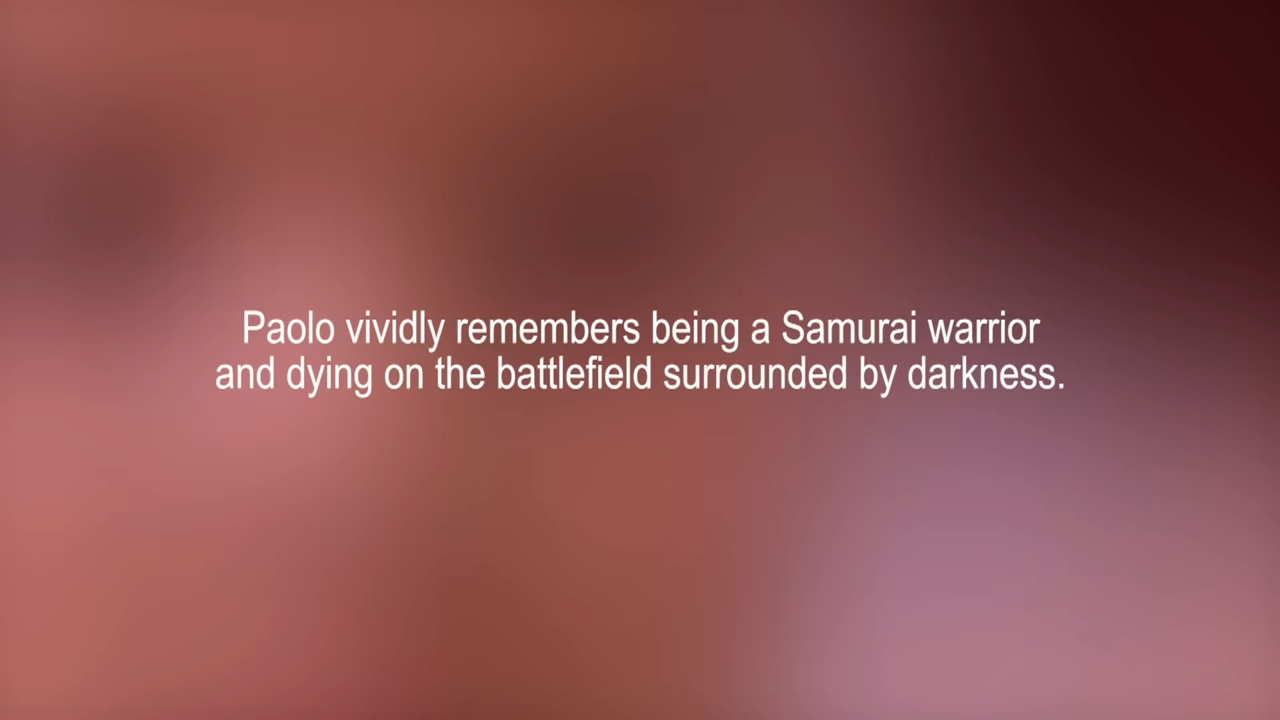 Paolo vividly remembers being a Samurai warrior
and dying on the battlefield surrounded by darkness.